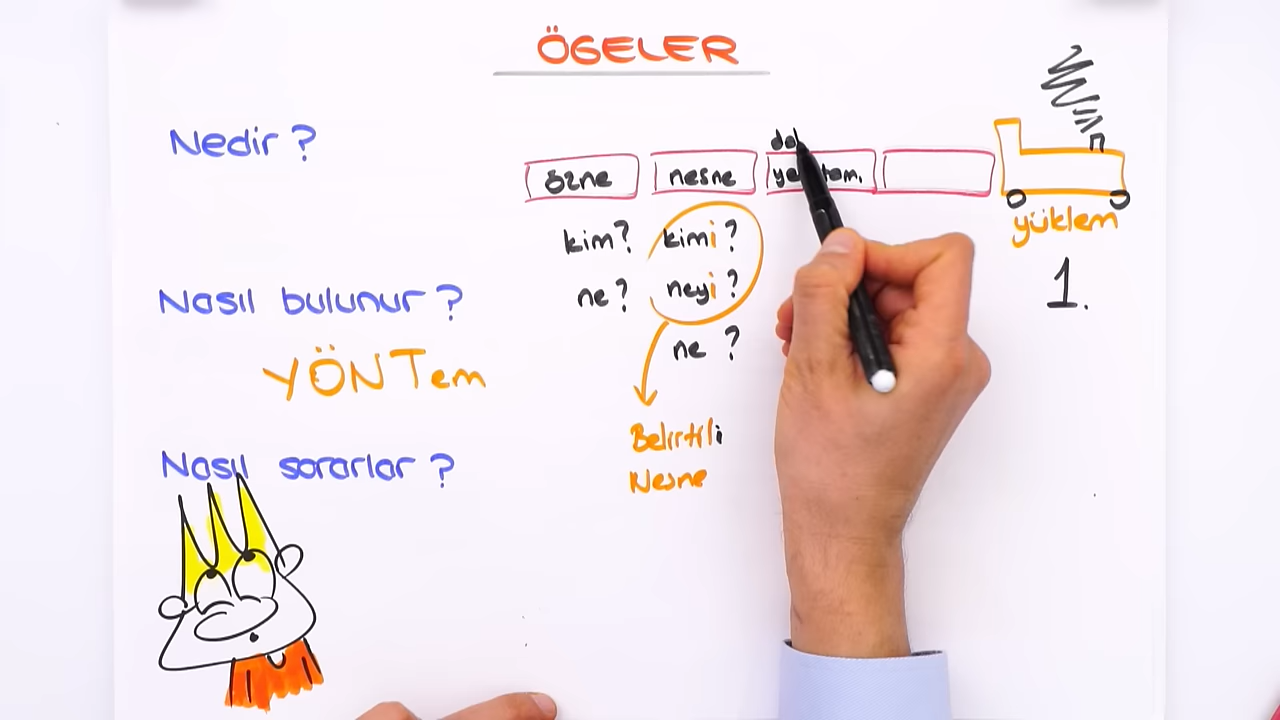 ÖGELER
Nedir ?
özne nesne
kim? kimi ? yüklem
ne? neyi ? 1.
Nasıl bulunur ?
ne ?
YÖNTem
Belirtili
Nesne
Nasıl sorarlar ?